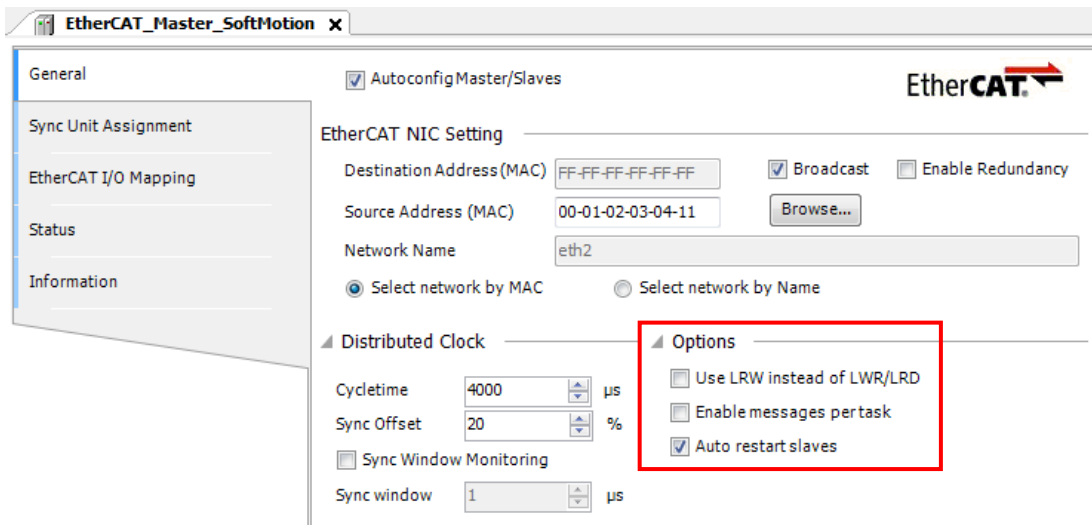 EtherCAT_Master_SoftMotion x
General
Sync Unit Assignment
EtherCAT I/O Mapping
Status
Information
Autoconfig Master/Slaves
EtherCAT®
EtherCAT NIC Setting
Destination Address (MAC) FF-FF-FF-FF-FF-FF Broadcast Enable Redundancy
Source Address (MAC) 00-01-02-03-04-11 Browse...
Network Name eth2
Select network by MAC Select network by Name
Distributed Clock
Cycletime 4000 µs
Sync Offset 20 %
Sync Window Monitoring
Sync window 1 µs
Options
Use LRW instead of LWR/LRD
Enable messages per task
Auto restart slaves